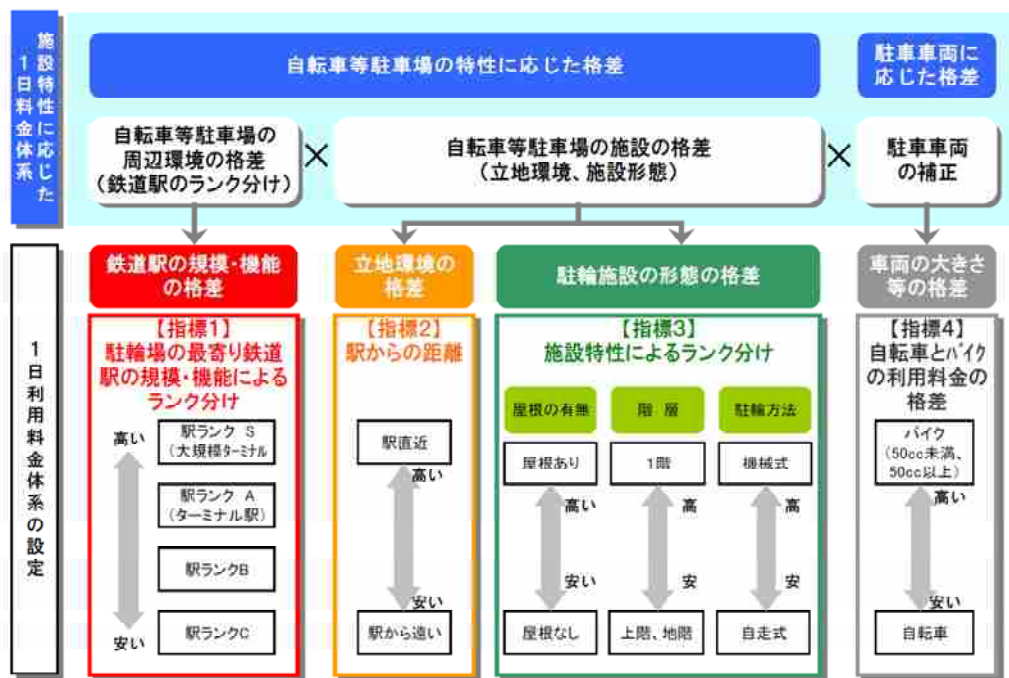 施設特性に応じた
1日料金体系
自転車等駐車場の特性に応じた格差
駐車車両に
応じた格差
自転車等駐車場の
周辺環境の格差
(鉄道駅のランク分け)
×
自転車等駐車場の施設の格差
(立地環境、施設形態)
×
駐車車両
の補正
1日利用料金体系の設定
鉄道駅の規模・機能
の格差
立地環境の
格差
駐輪施設の形態の格差
車両の大きさ
等の格差
【指標1】
駐輪場の最寄り鉄道
駅の規模・機能による
ランク分け
高い
安い
駅ランク S
(大規模ターミナル
駅ランク A
(ターミナル駅)
駅ランクB
駅ランクC
【指標2】
駅からの距離
駅直近
高い
安い
駅から遠い
【指標3】
施設特性によるランク分け
屋根の有無
階 層
駐輪方法
屋根あり
1階
機械式
高い
高
高
安い
安
安
屋根なし
上階、地階
自走式
【指標4】
自転車とバイク
の利用料金の
格差
バイク
(50cc未満、
50cc以上)
高い
安い
自転車